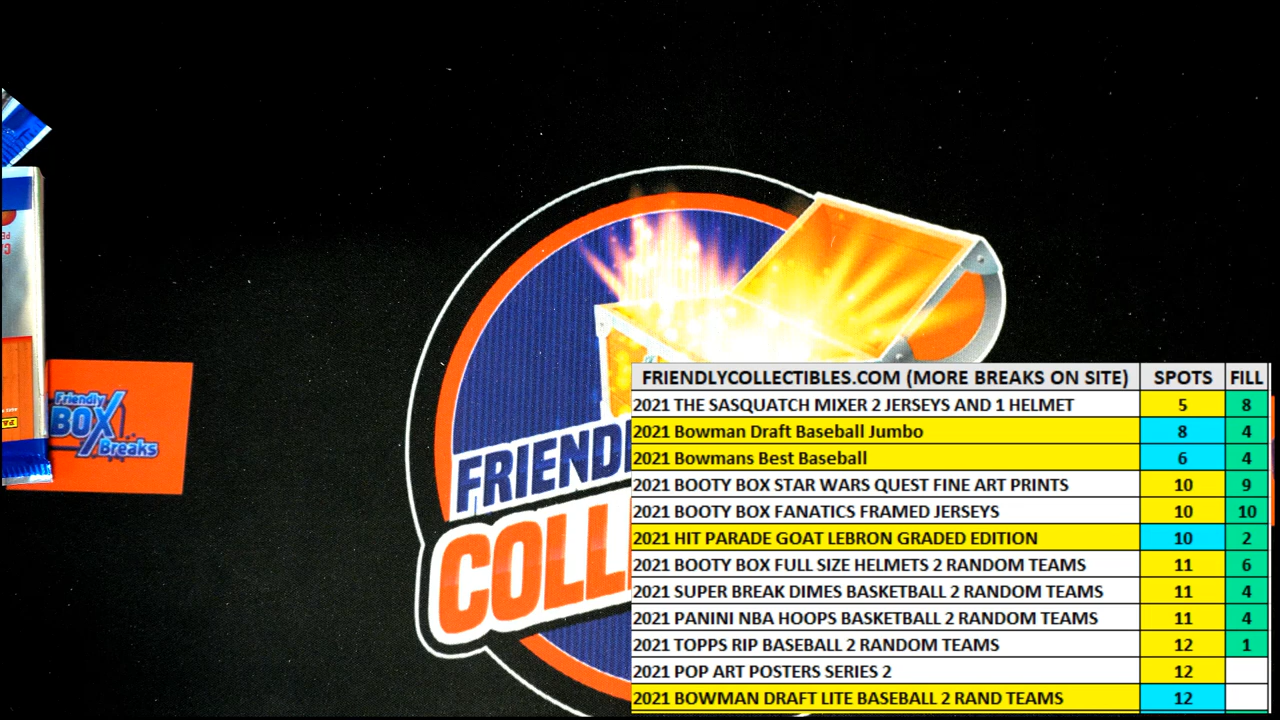 Friendly
BOX
Breaks
FRIENDL
COLL
FRIENDLYCOLLECTIBLES.COM (MORE BREAKS ON SITE) SPOTS FILL
2021 THE SASQUATCH MIXER 2 JERSEYS AND 1 HELMET 5 8
2021 Bowman Draft Baseball Jumbo 8 4
2021 Bowmans Best Baseball 6 4
2021 BOOTY BOX STAR WARS QUEST FINE ART PRINTS 10 9
2021 BOOTY BOX FANATICS FRAMED JERSEYS 10 10
2021 HIT PARADE GOAT LEBRON GRADED EDITION 10 2
2021 BOOTY BOX FULL SIZE HELMETS 2 RANDOM TEAMS 11 6
2021 SUPER BREAK DIMES BASKETBALL 2 RANDOM TEAMS 11 4
2021 PANINI NBA HOOPS BASKETBALL 2 RANDOM TEAMS 11 4
2021 TOPPS RIP BASEBALL 2 RANDOM TEAMS 12 1
2021 POP ART POSTERS SERIES 2 12
2021 BOWMAN DRAFT LITE BASEBALL 2 RAND TEAMS 12